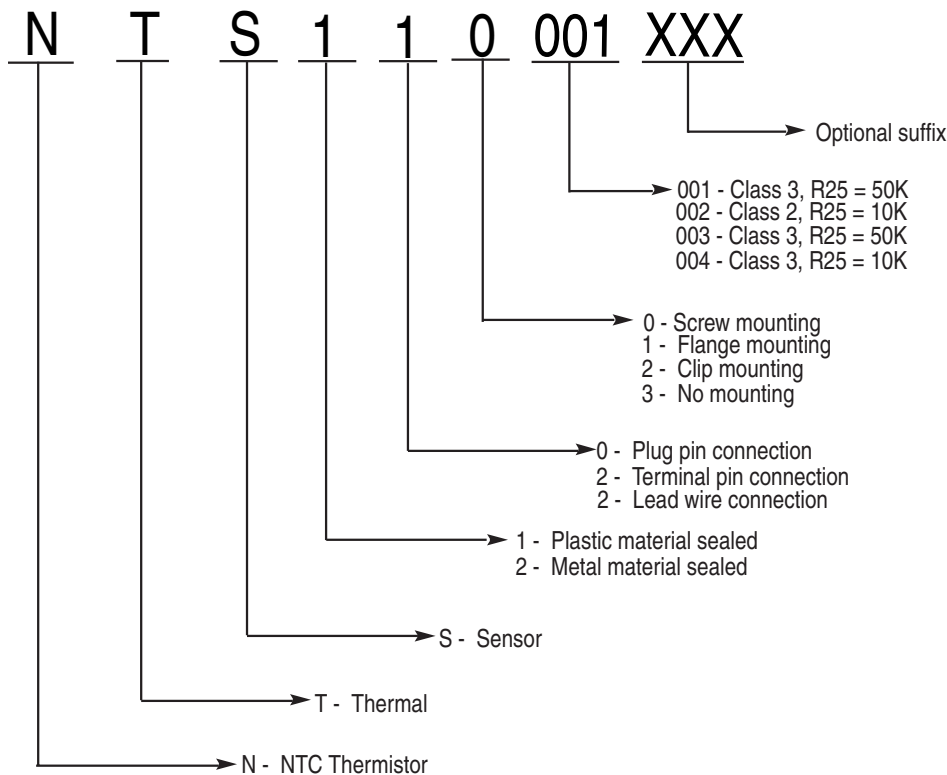 N T S 1 1 0 001 XXX
Optional suffix
001 - Class 3, R25 = 50K
002 - Class 2, R25 = 10K
003 - Class 3, R25 = 50K
004 - Class 3, R25 = 10K
0 - Screw mounting
1 - Flange mounting
2 - Clip mounting
3 - No mounting
0 - Plug pin connection
2 - Terminal pin connection
2 - Lead wire connection
1 - Plastic material sealed
2 - Metal material sealed
S - Sensor
T - Thermal
N - NTC Thermistor